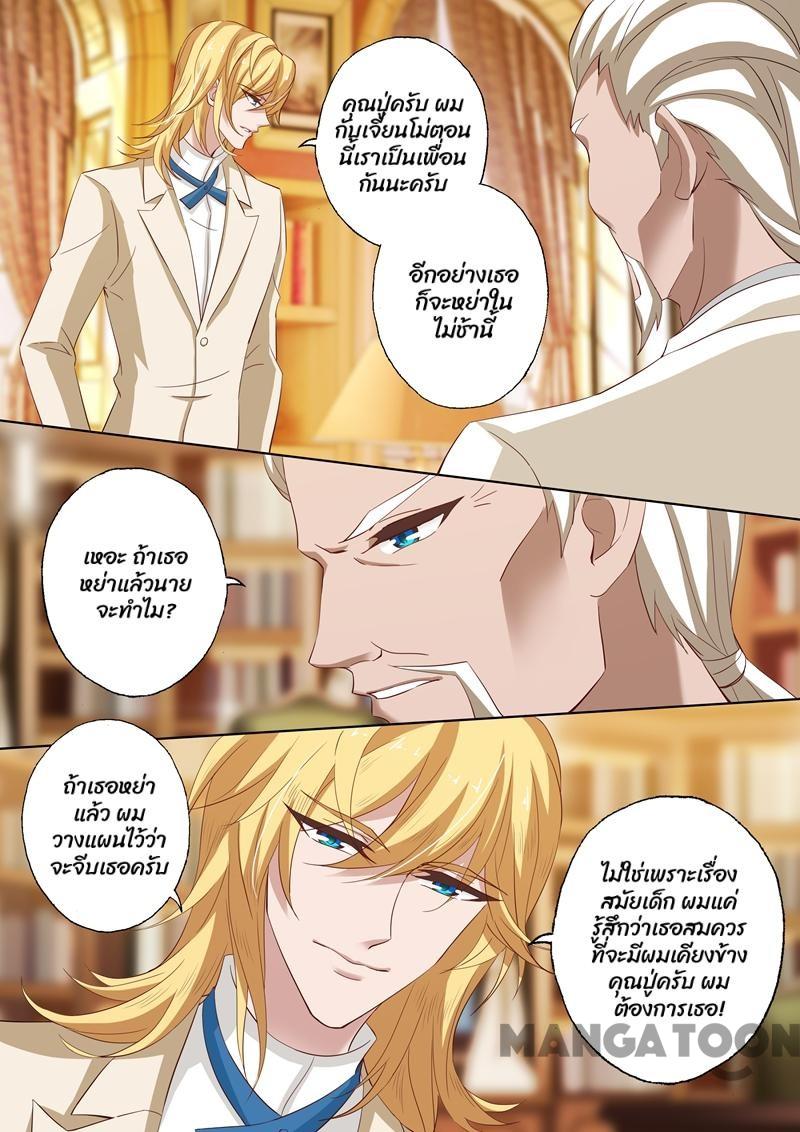 คุณปู่ครับ ผม
กับเจี่ยนโม่ตอน
นี้เราเป็นเพื่อน
กันนะครับ
อีกอย่างเธอ
ก็จะหย่าใน
ไม่ช้านี้
เหอะ ถ้าเธอ
หย่าแล้วนาย
จะทำไม?
ถ้าเธอหย่า
แล้ว ผม
วางแผนไว้ว่า
จะจีบเธอครับ
ไม่ใช่เพราะเรื่อง
สมัยเด็ก ผมแค่
รู้สึกว่าเธอสมควร
ที่จะมีผมเคียงข้าง
คุณปู่ครับ ผม
ต้องการเธอ!
MANGATOON